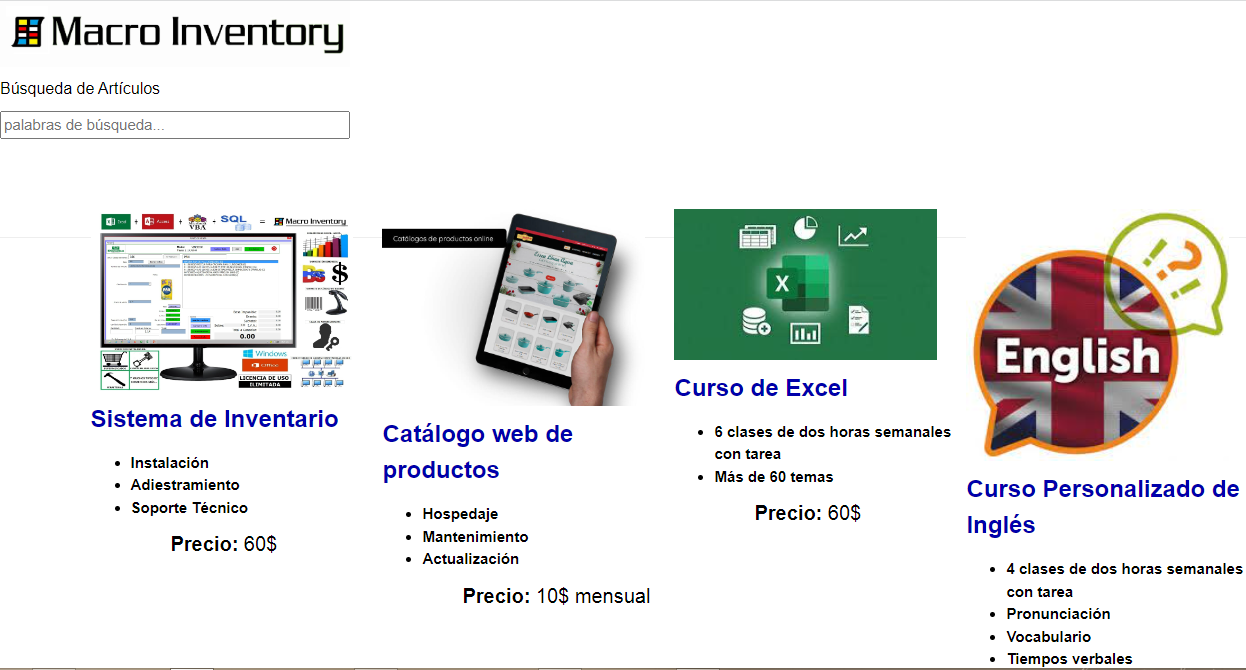 Macro Inventory
Búsqueda de Artículos
palabras de búsqueda...
Excel + Access + VBA + SQL = Macro Inventory
0.00
Windows
Office
LICENCIA DE USO
ILIMITADA
Sistema de Inventario
Instalación
Adiestramiento
Soporte Técnico
Precio: 60$
Catálogos de productos online
Catálogo web de
productos
Hospedaje
Mantenimiento
Actualización
Precio: 10$ mensual
X
Curso de Excel
6 clases de dos horas semanales
con tarea
Más de 60 temas
Precio: 60$
English
Curso Personalizado de
Inglés
4 clases de dos horas semanales
con tarea
Pronunciación
Vocabulario
Tiempos verbales